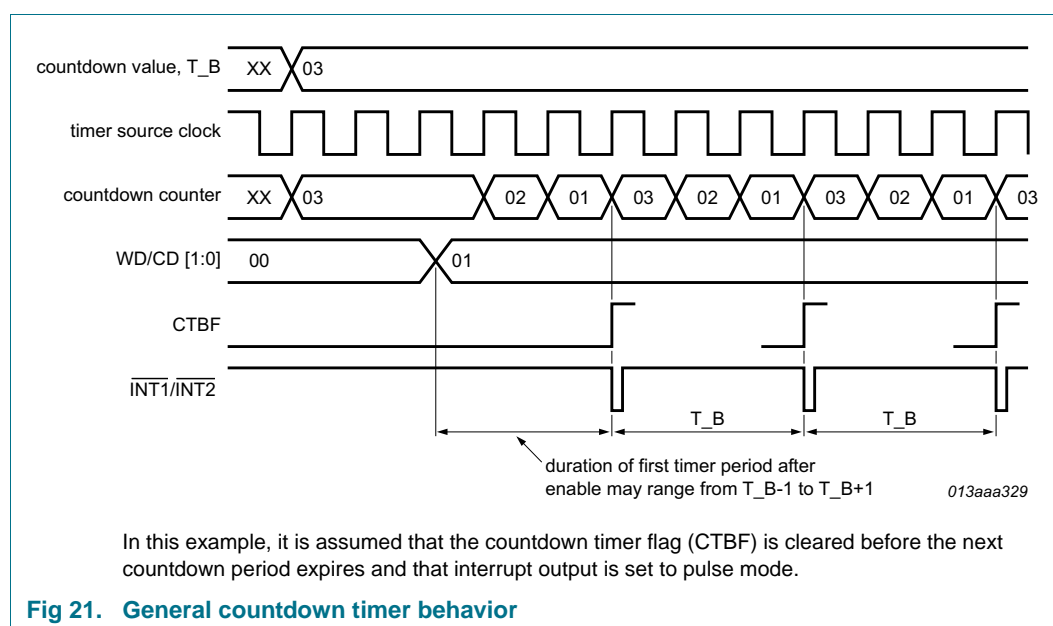 countdown value, T_B XX 03
timer source clock
countdown counter XX 03 02 01 03 02 01 03 02 01 03
WD/CD [1:0] 00 01
CTBF
INT1/INT2
T_B T_B
duration of first timer period after
enable may range from T_B-1 to T_B+1
013aaa329
In this example, it is assumed that the countdown timer flag (CTBF) is cleared before the next
countdown period expires and that interrupt output is set to pulse mode.
Fig 21. General countdown timer behavior